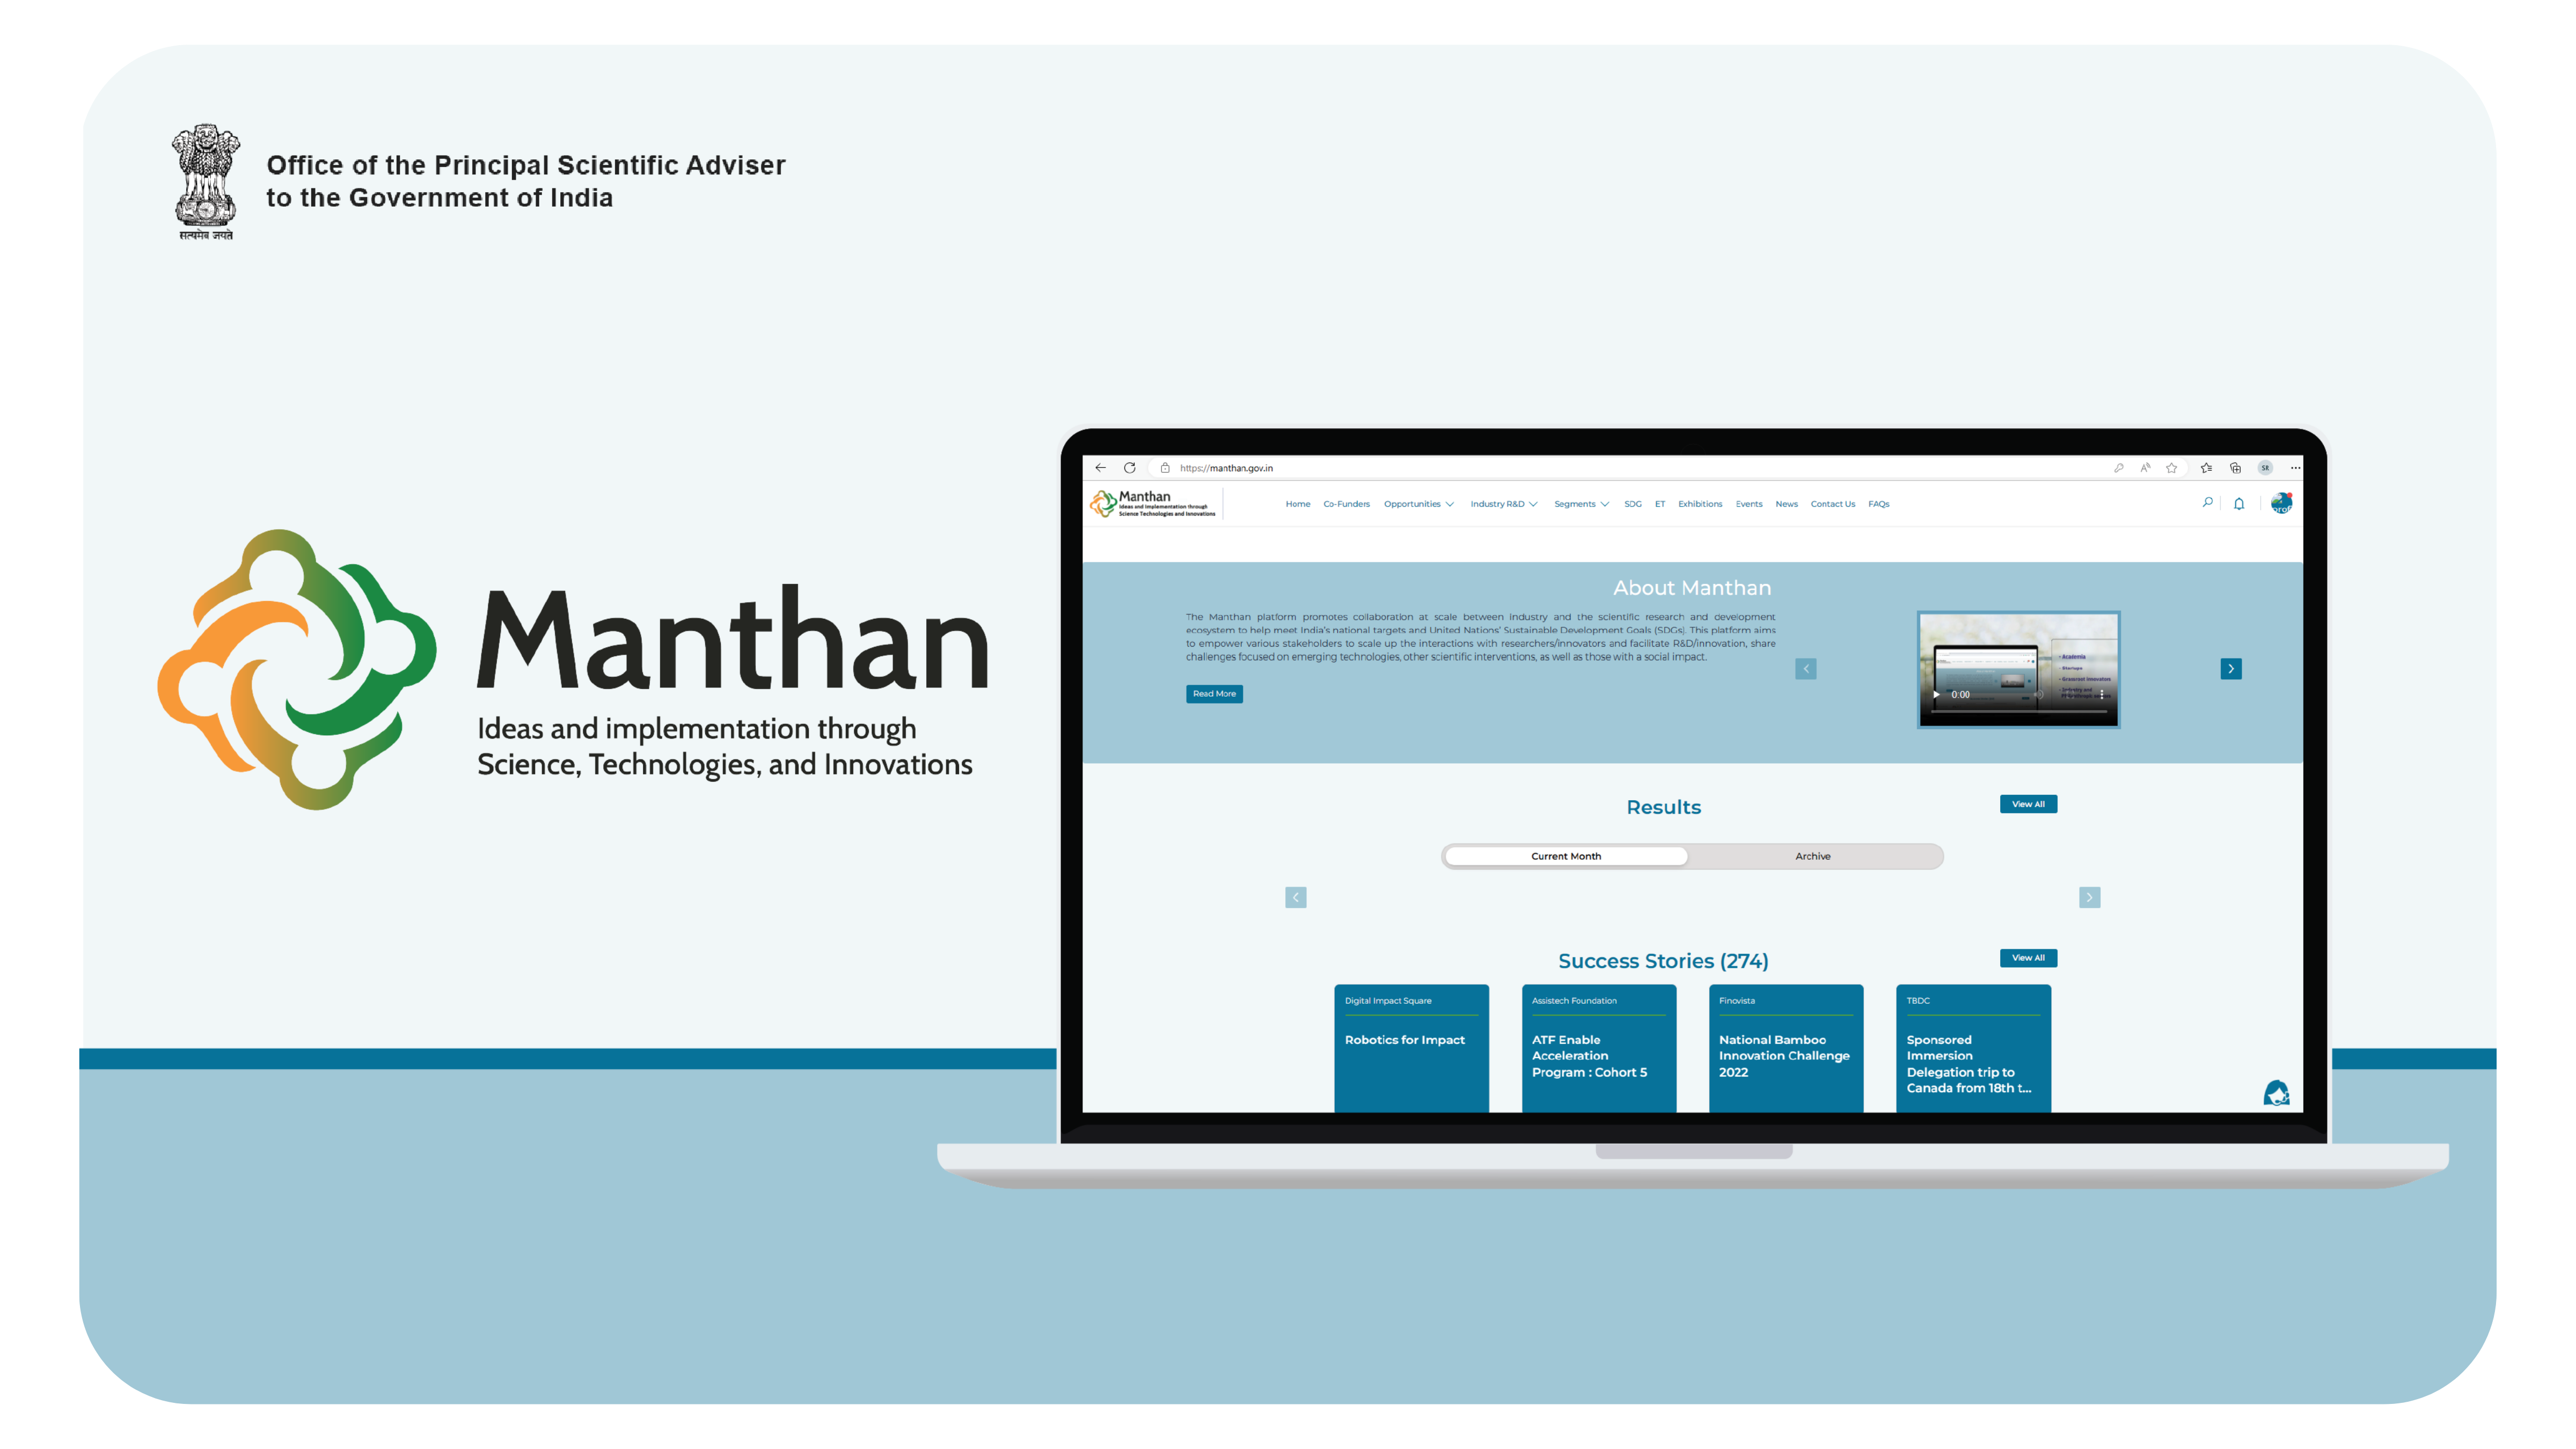 सत्यमेव जयते
Office of the Principal Scientific Adviser
to the Government of India
Manthan
Ideas and implementation through
Science, Technologies, and Innovations
https://manthan.gov.in
SR
Manthan
Ideas and Implementation through
Science Technologies and Innovations
Home Co-Funders Opportunities Industry R&D Segments SDG ET Exhibitions Events News Contact Us FAQs
About Manthan
The Manthan platform promotes collaboration at scale between industry and the scientific research and development
ecosystem to help meet India's national targets and United Nations' Sustainable Development Goals (SDGs). This platform aims
to empower various stakeholders to scale up the interactions with researchers/innovators and facilitate R&D/innovation, share
challenges focused on emerging technologies, other scientific interventions, as well as those with a social impact.
Read More
- Academia
- Startups
- Grassroot Innovators
0:00
Results
View All
Current Month
Archive
Success Stories (274)
View All
Digital Impact Square
Robotics for Impact
Assistech Foundation
ATF Enable
Acceleration
Program : Cohort 5
Finovista
National Bamboo
Innovation Challenge
2022
TBDC
Sponsored
Immersion
Delegation trip to
Canada from 18th t...